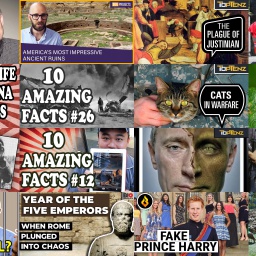 AMERICA'S MOST IMPRESSIVE
ANCIENT RUINS
TOPTENZ
THE
PLAGUE OF
JUSTINIAN
IFE
NA
S
10
AMAZING
FACTS #26
TOPTENZ
CATS
IN WARFARE
10
AMAZING
FACTS #12
TOPTENZ
L?
YEAR OF THE
FIVE EMPERORS
WHEN ROME
PLUNGED
INTO CHAOS
FAKE
PRINCE HARRY